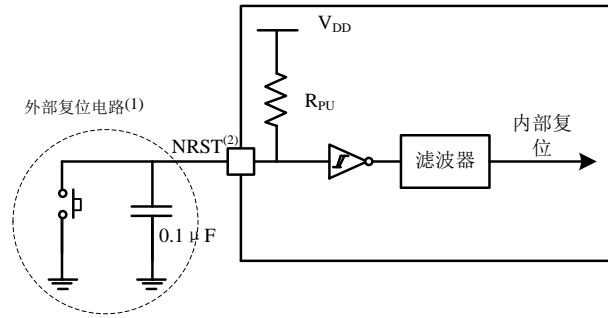 V_DD
R_PU
外部复位电路(1)
NRST(2)
内部复
位
滤波器
0.1 μ F